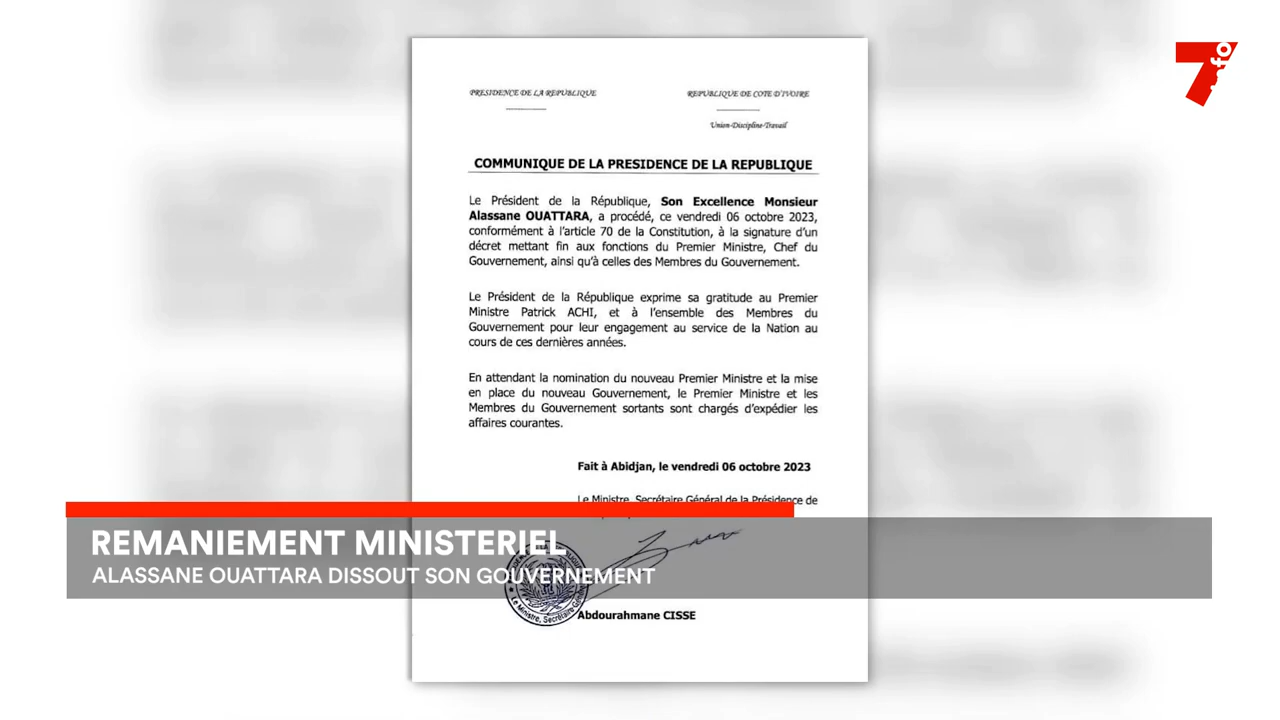 PRESIDENCE DE LA REPUBLIQUE
REPUBLIQUE DE COTE D'IVOIRE
Union-Discipline-Travail
COMMUNIQUE DE LA PRESIDENCE DE LA REPUBLIQUE
Le Président de la République, Son Excellence Monsieur
Alassane OUATTARA, a procédé, ce vendredi 06 octobre 2023,
conformément à l'article 70 de la Constitution, à la signature d'un
décret mettant fin aux fonctions du Premier Ministre, Chef du
Gouvernement, ainsi qu'à celles des Membres du Gouvernement.
Le Président de la République exprime sa gratitude au Premier
Ministre Patrick ACHI, et à l'ensemble des Membres du
Gouvernement pour leur engagement au service de la Nation au
cours de ces dernières années.
En attendant la nomination du nouveau Premier Ministre et la mise
en place du nouveau Gouvernement, le Premier Ministre et les
Membres du Gouvernement sortants sont chargés d'expédier les
affaires courantes.
Fait à Abidjan, le vendredi 06 octobre 2023
Le Ministre, Secrétaire Général de la Présidence de
REMANIEMENT MINISTERIEL
ALASSANE OUATTARA DISSOUT SON GOUVERNEMENT
Le Ministre, Secrétaire
Abdourahmane CISSE
7
fo